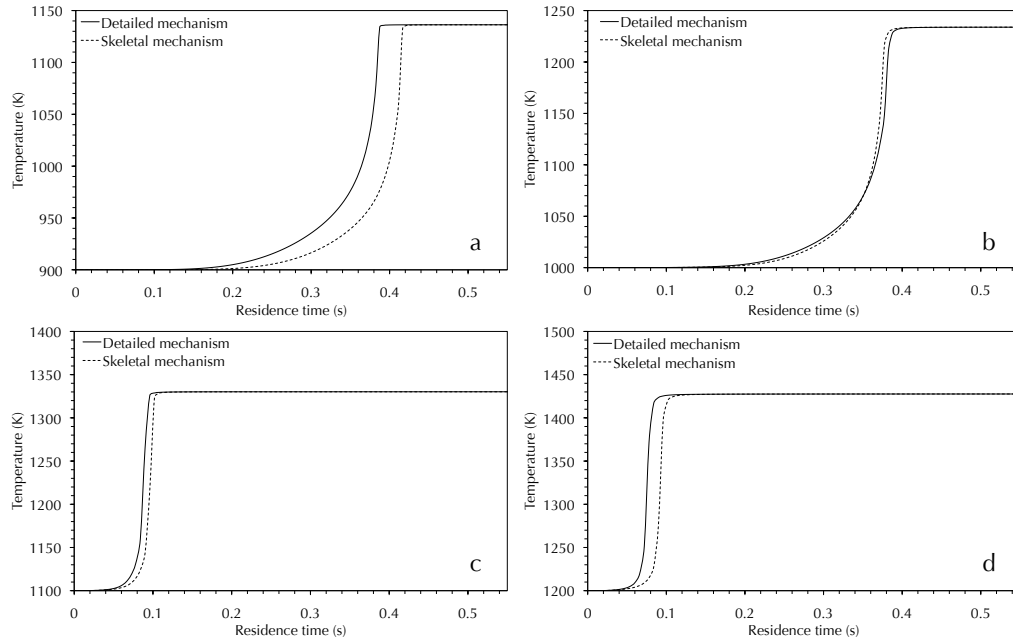 1150
Detailed mechanism
Skeletal mechanism
1100
1050
1000
950
900
Temperature (K)
0 0.1 0.2 0.3 0.4 0.5
Residence time (s)
a
1250
Detailed mechanism
Skeletal mechanism
1200
1150
1100
1050
1000
Temperature (K)
0 0.1 0.2 0.3 0.4 0.5
Residence time (s)
b
1400
Detailed mechanism
Skeletal mechanism
1350
1300
1250
1200
1150
1100
Temperature (K)
0 0.1 0.2 0.3 0.4 0.5
Residence time (s)
c
1500
Detailed mechanism
Skeletal mechanism
1450
1400
1350
1300
1250
1200
Temperature (K)
0 0.1 0.2 0.3 0.4 0.5
Residence time (s)
d